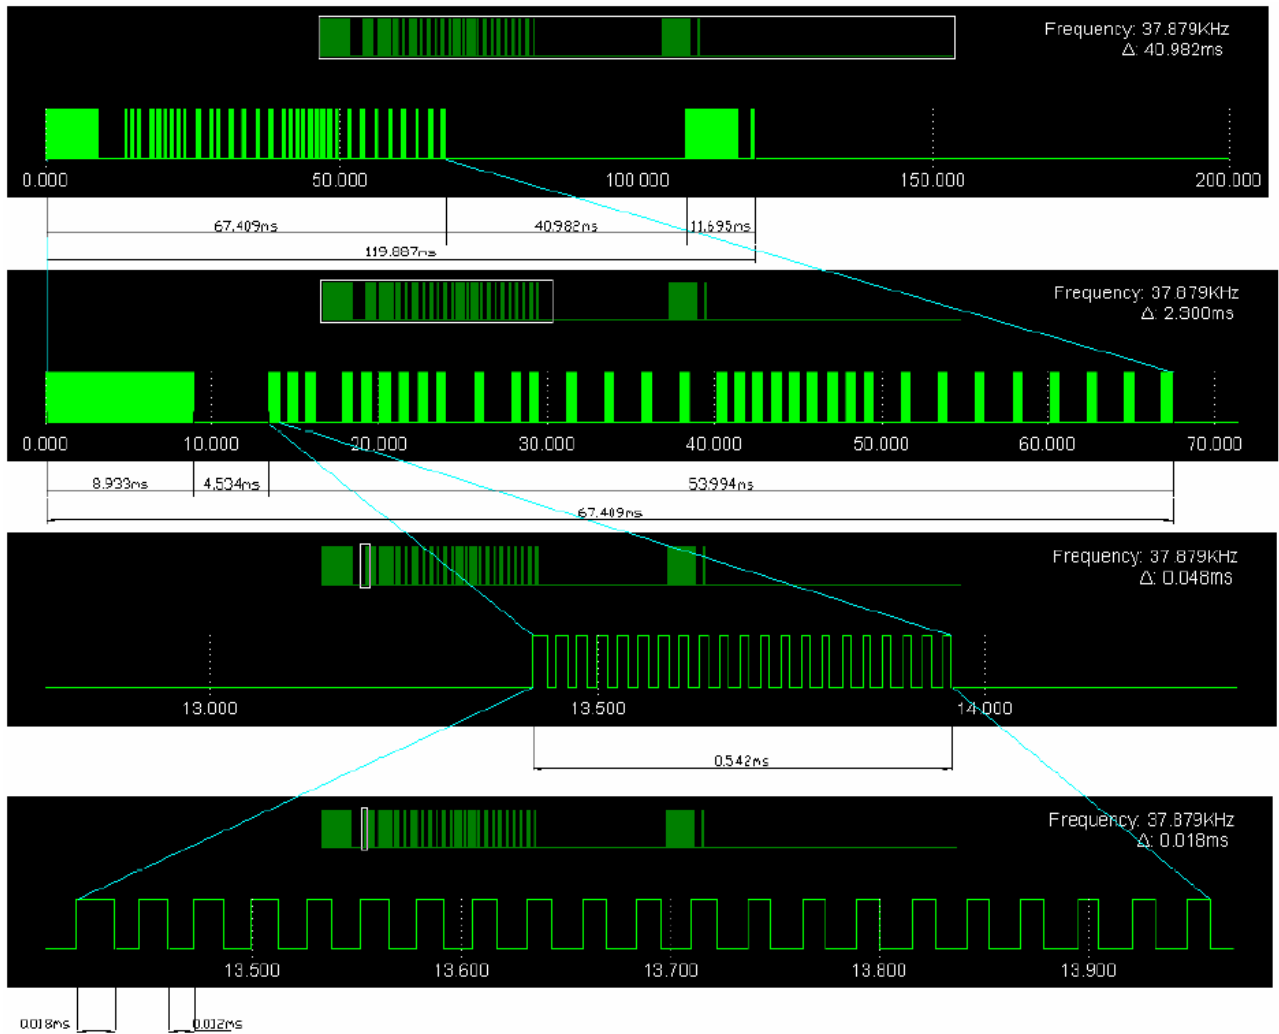 Frequency: 37.879KHz
Δ: 40.982ms
0.000 50.000 100.000 150.000 200.000
67.409ms 40.982ms 11.695ms
119.887ms
Frequency: 37.879KHz
Δ: 2.300ms
0.000 10.000 20.000 30.000 40.000 50.000 60.000 70.000
8.933ms 4.534ms 53.994ms
67.409ms
Frequency: 37.879KHz
Δ: 0.048ms
13.000 13.500 14.000
0.542ms
Frequency: 37.879KHz
Δ: 0.018ms
13.500 13.600 13.700 13.800 13.900
0.018ms 0.012ms